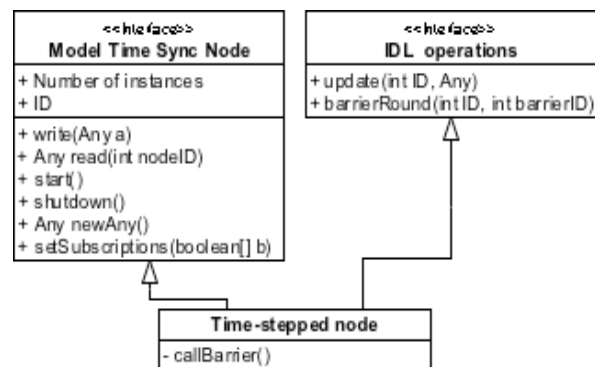 <<Interface>>
Model Time Sync Node
+ Number of instances
+ ID
+ write(Any a)
+ Any read(int nodeID)
+ start()
+ shutdown()
+ Any newAny()
+ setSubscriptions(boolean[] b)
<<Interface>>
IDL operations
+ update(int ID, Any)
+ barrierRound(int ID, int barrierID)
Time-stepped node
- callBarrier()